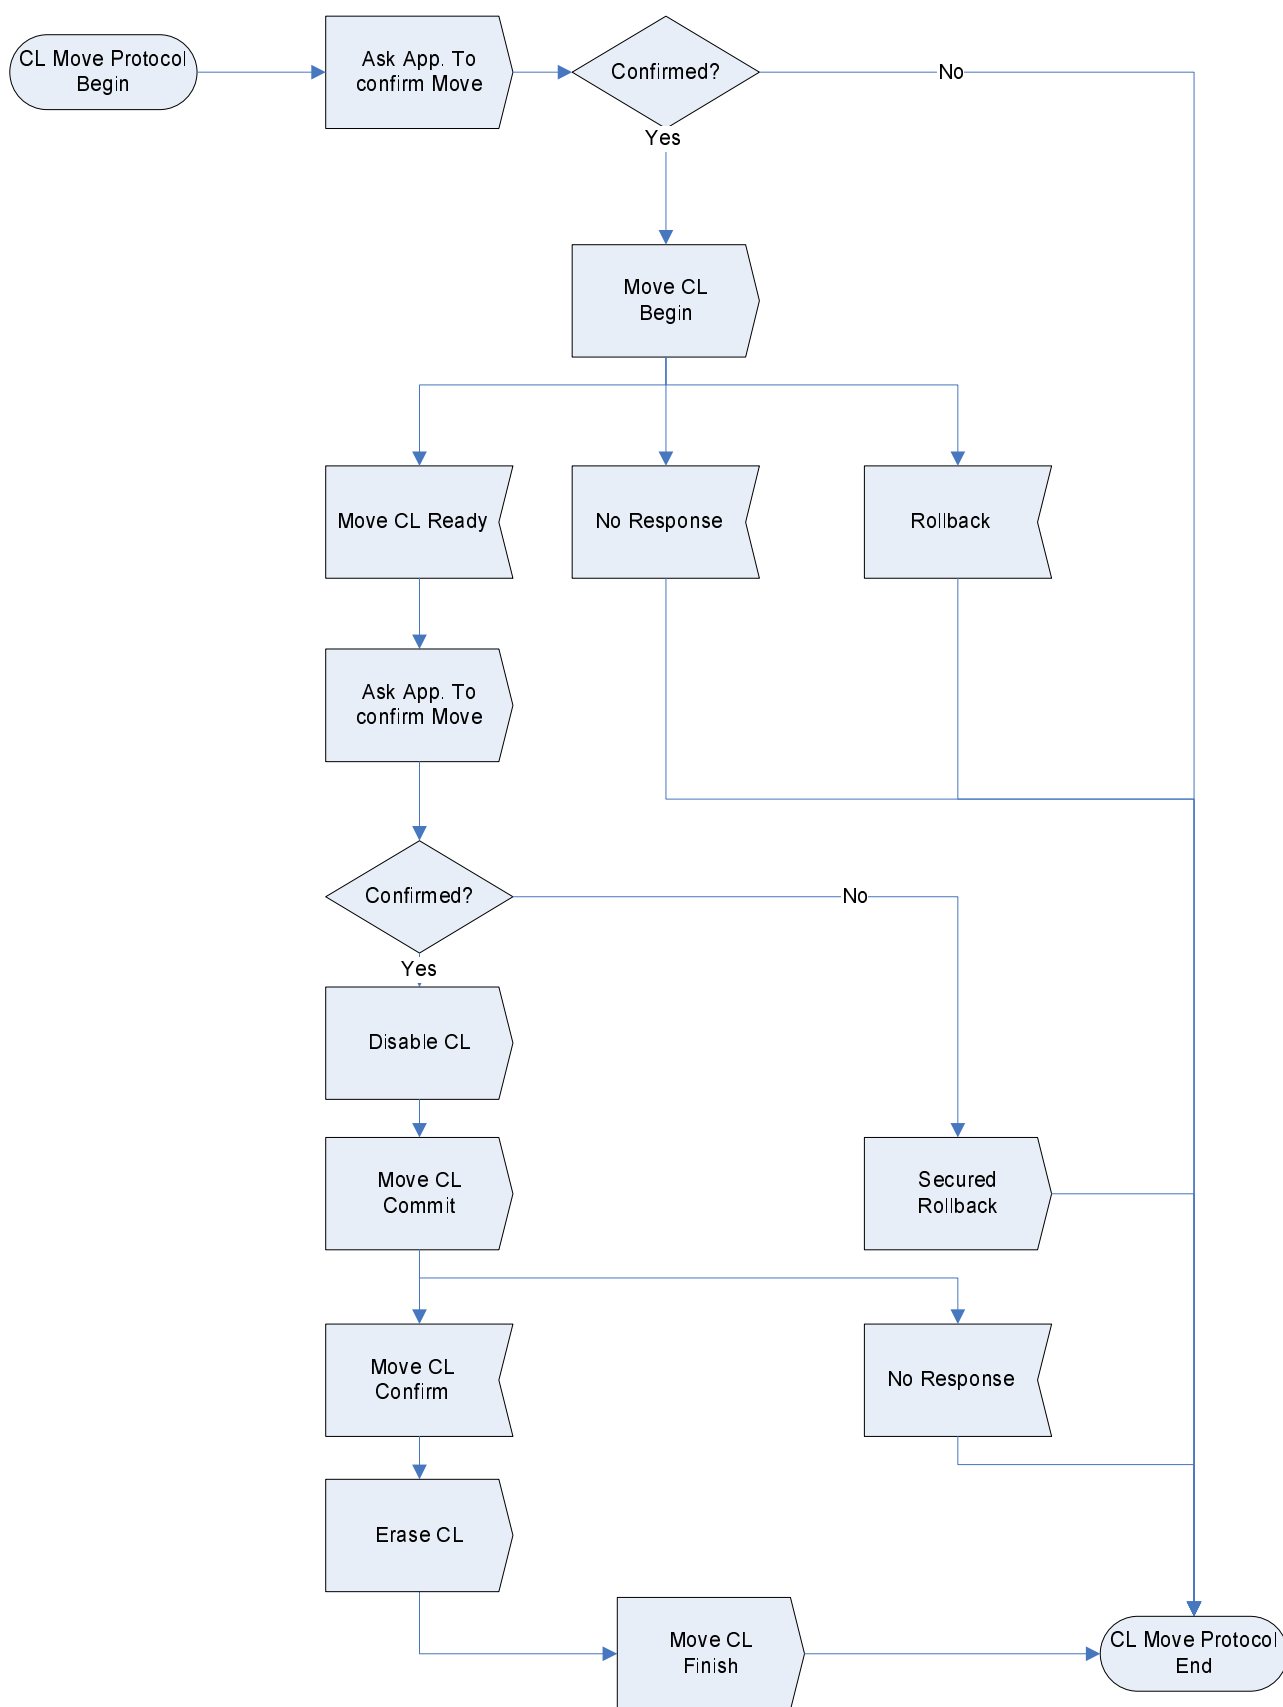 CL Move Protocol
Begin
Ask App. To
confirm Move
Confirmed?
No
Yes
Move CL
Begin
Move CL Ready
No Response
Rollback
Ask App. To
confirm Move
Confirmed?
No
Yes
Disable CL
Move CL
Commit
Secured
Rollback
Move CL
Confirm
No Response
Erase CL
Move CL
Finish
CL Move Protocol
End